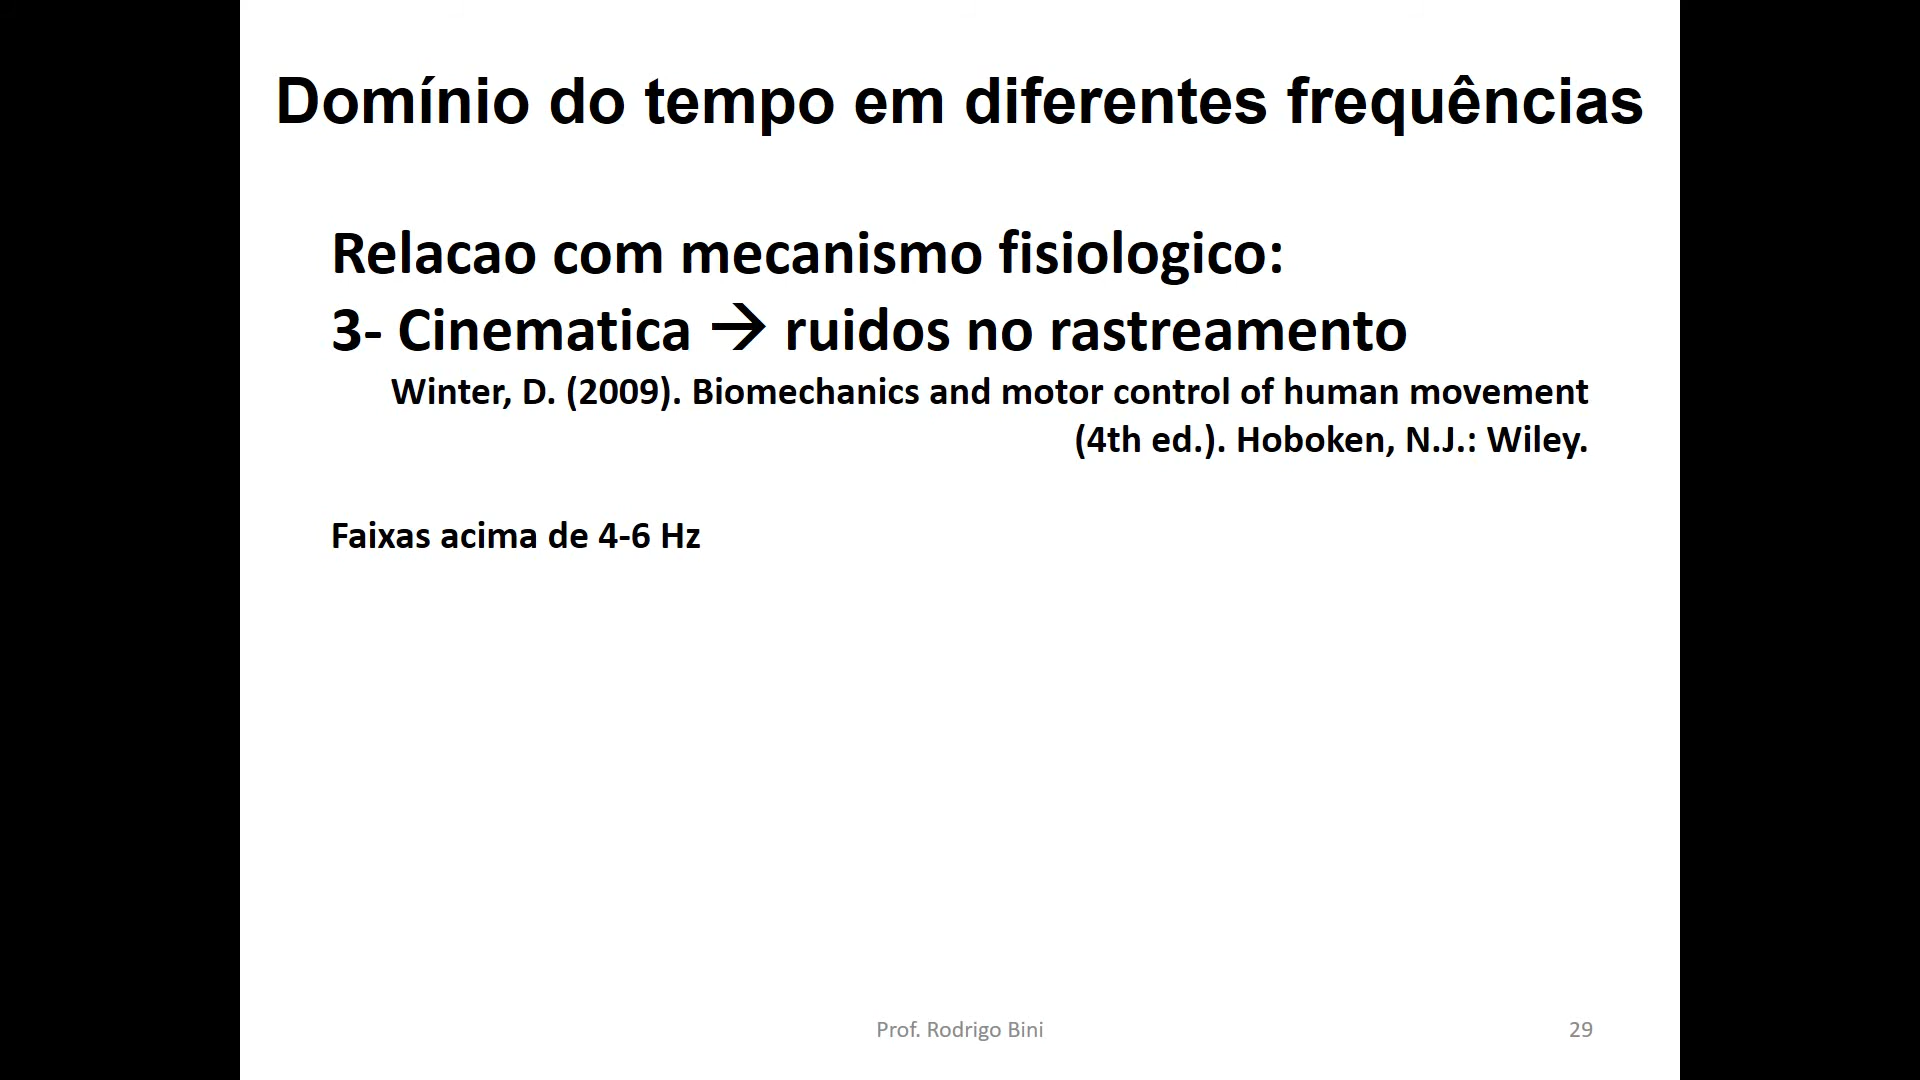 Domínio do tempo em diferentes frequências
Relacao com mecanismo fisiologico:
3- Cinematica → ruidos no rastreamento
Winter, D. (2009). Biomechanics and motor control of human movement
(4th ed.). Hoboken, N.J.: Wiley.
Faixas acima de 4-6 Hz
Prof. Rodrigo Bini
29